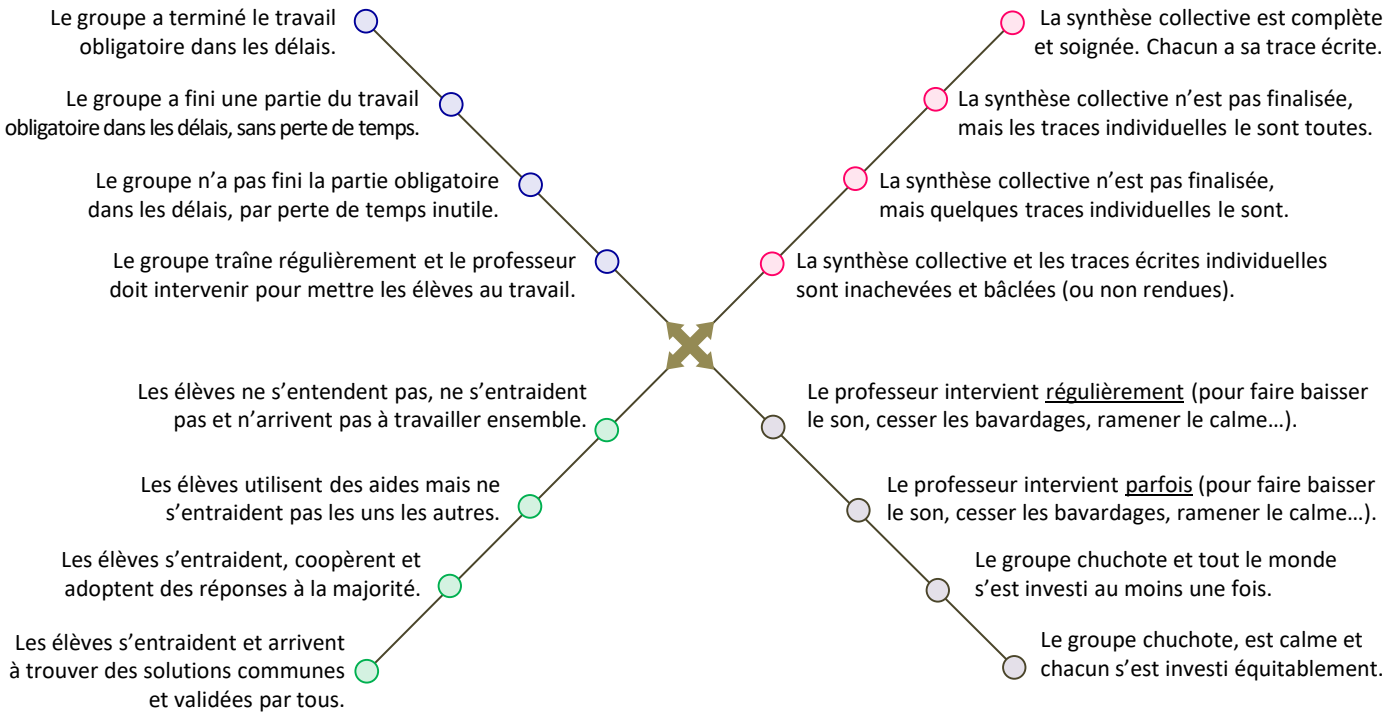 Le groupe a terminé le travail
obligatoire dans les délais.
Le groupe a fini une partie du travail
obligatoire dans les délais, sans perte de temps.
Le groupe n’a pas fini la partie obligatoire
dans les délais, par perte de temps inutile.
Le groupe traîne régulièrement et le professeur
doit intervenir pour mettre les élèves au travail.
La synthèse collective est complète
et soignée. Chacun a sa trace écrite.
La synthèse collective n’est pas finalisée,
mais les traces individuelles le sont toutes.
La synthèse collective n’est pas finalisée,
mais quelques traces individuelles le sont.
La synthèse collective et les traces écrites individuelles
sont inachevées et bâclées (ou non rendues).
Les élèves ne s’entendent pas, ne s’entraident
pas et n’arrivent pas à travailler ensemble.
Les élèves utilisent des aides mais ne
s’entraident pas les uns les autres.
Les élèves s’entraident, coopèrent et
adoptent des réponses à la majorité.
Les élèves s’entraident et arrivent
à trouver des solutions communes
et validées par tous.
Le professeur intervient régulièrement (pour faire baisser
le son, cesser les bavardages, ramener le calme…).
Le professeur intervient parfois (pour faire baisser
le son, cesser les bavardages, ramener le calme…).
Le groupe chuchote et tout le monde
s’est investi au moins une fois.
Le groupe chuchote, est calme et
chacun s’est investi équitablement.